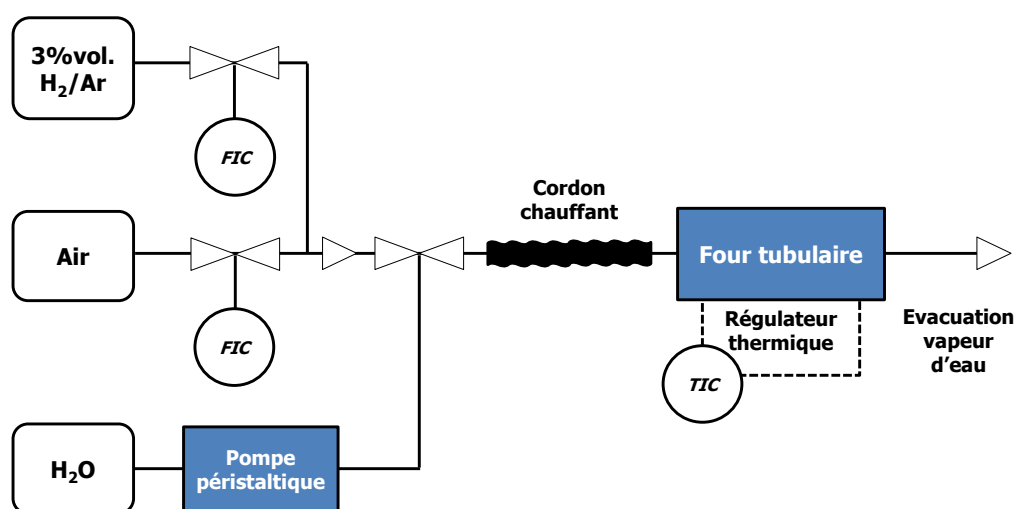 3%vol.
H₂/Ar
FIC
Cordon
chauffant
Air
Four tubulaire
FIC
Régulateur
thermique
Evacuation
vapeur
d'eau
TIC
H₂O
Pompe
péristaltique